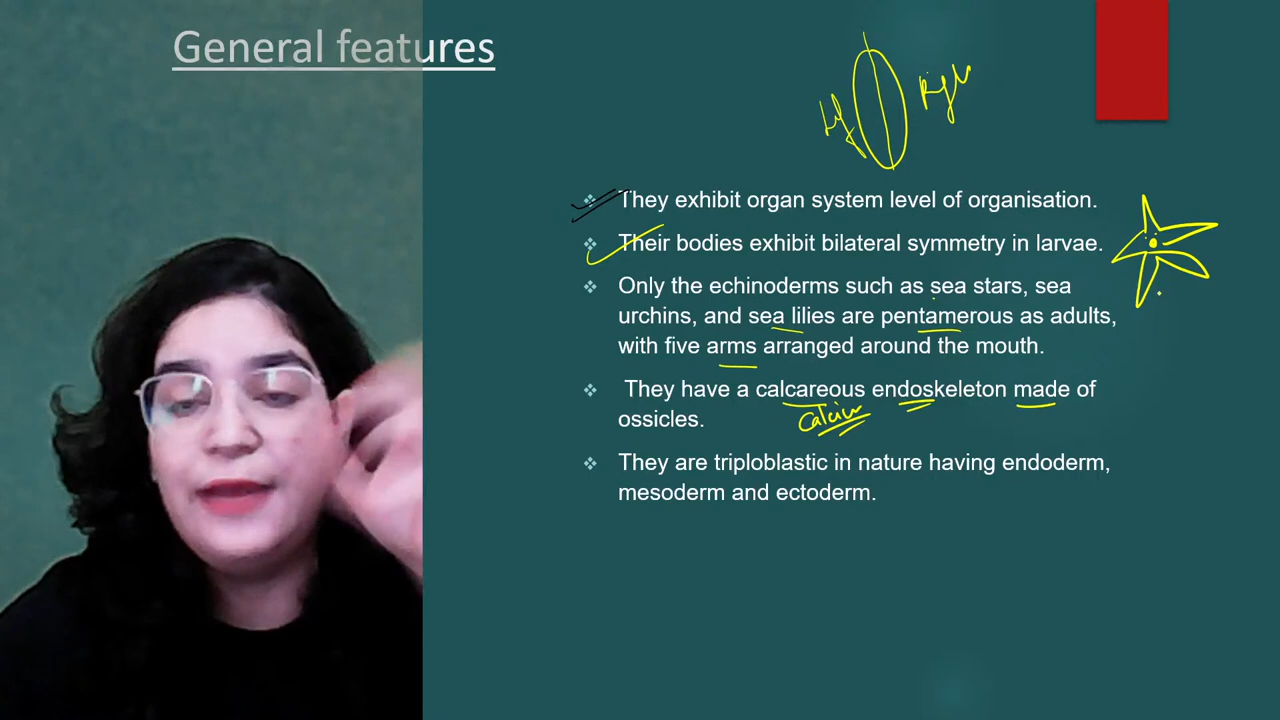 General features
Right
They exhibit organ system level of organisation.
Their bodies exhibit bilateral symmetry in larvae.
Only the echinoderms such as sea stars, sea
urchins, and sea lilies are pentamerous as adults,
with five arms arranged around the mouth.
They have a calcareous endoskeleton made of
calcium
ossicles.
They are triploblastic in nature having endoderm,
mesoderm and ectoderm.